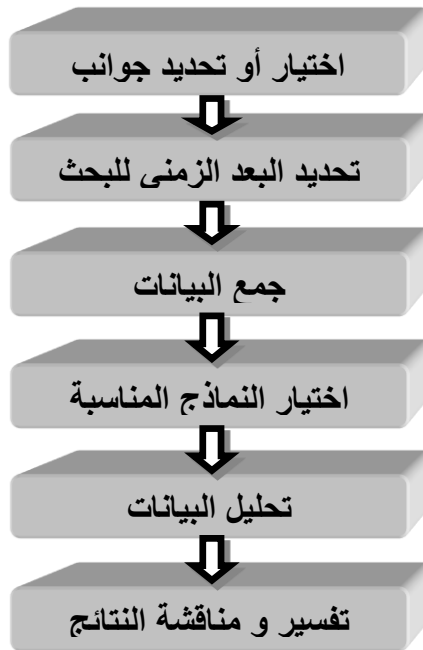 اختيار أو تحديد جوانب
تحديد البعد الزمنى للبحث
جمع البيانات
اختيار النماذج المناسبة
تحليل البيانات
تفسير و مناقشة النتائج